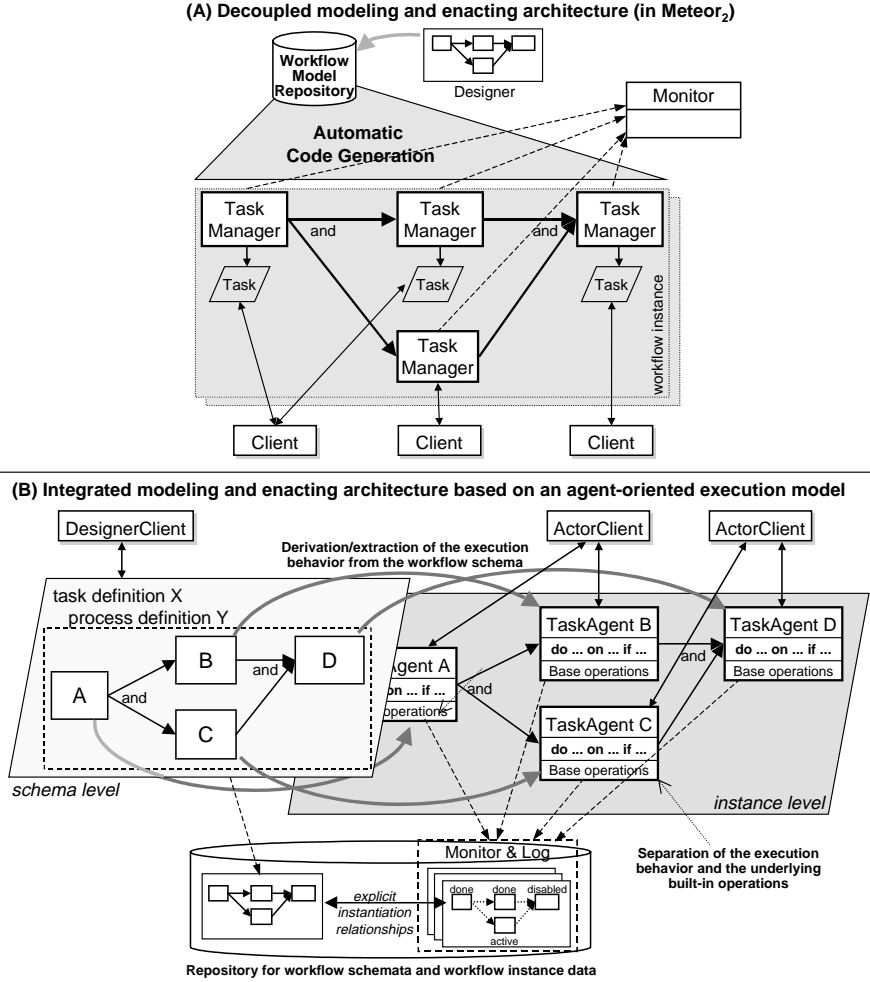 (A) Decoupled modeling and enacting architecture (in Meteor₂)
Workflow
Model
Repository
Designer
Monitor
Automatic
Code Generation
Task
Manager
and
Task
Manager
and
Task
Manager
Task
Task
Task
Task
Manager
workflow instance
Client
Client
Client
(B) Integrated modeling and enacting architecture based on an agent-oriented execution model
DesignerClient
ActorClient
ActorClient
Derivation/extraction of the execution
behavior from the workflow schema
task definition X
process definition Y
A
and
B
and
D
C
schema level
Agent A
on ... if ...
operations
and
TaskAgent B
do ... on ... if ...
Base operations
and
TaskAgent D
do ... on ... if ...
Base operations
TaskAgent C
do ... on ... if ...
Base operations
instance level
Separation of the execution
behavior and the underlying
built-in operations
Monitor & Log
explicit
instantiation
relationships
done
done
disabled
active
Repository for workflow schemata and workflow instance data